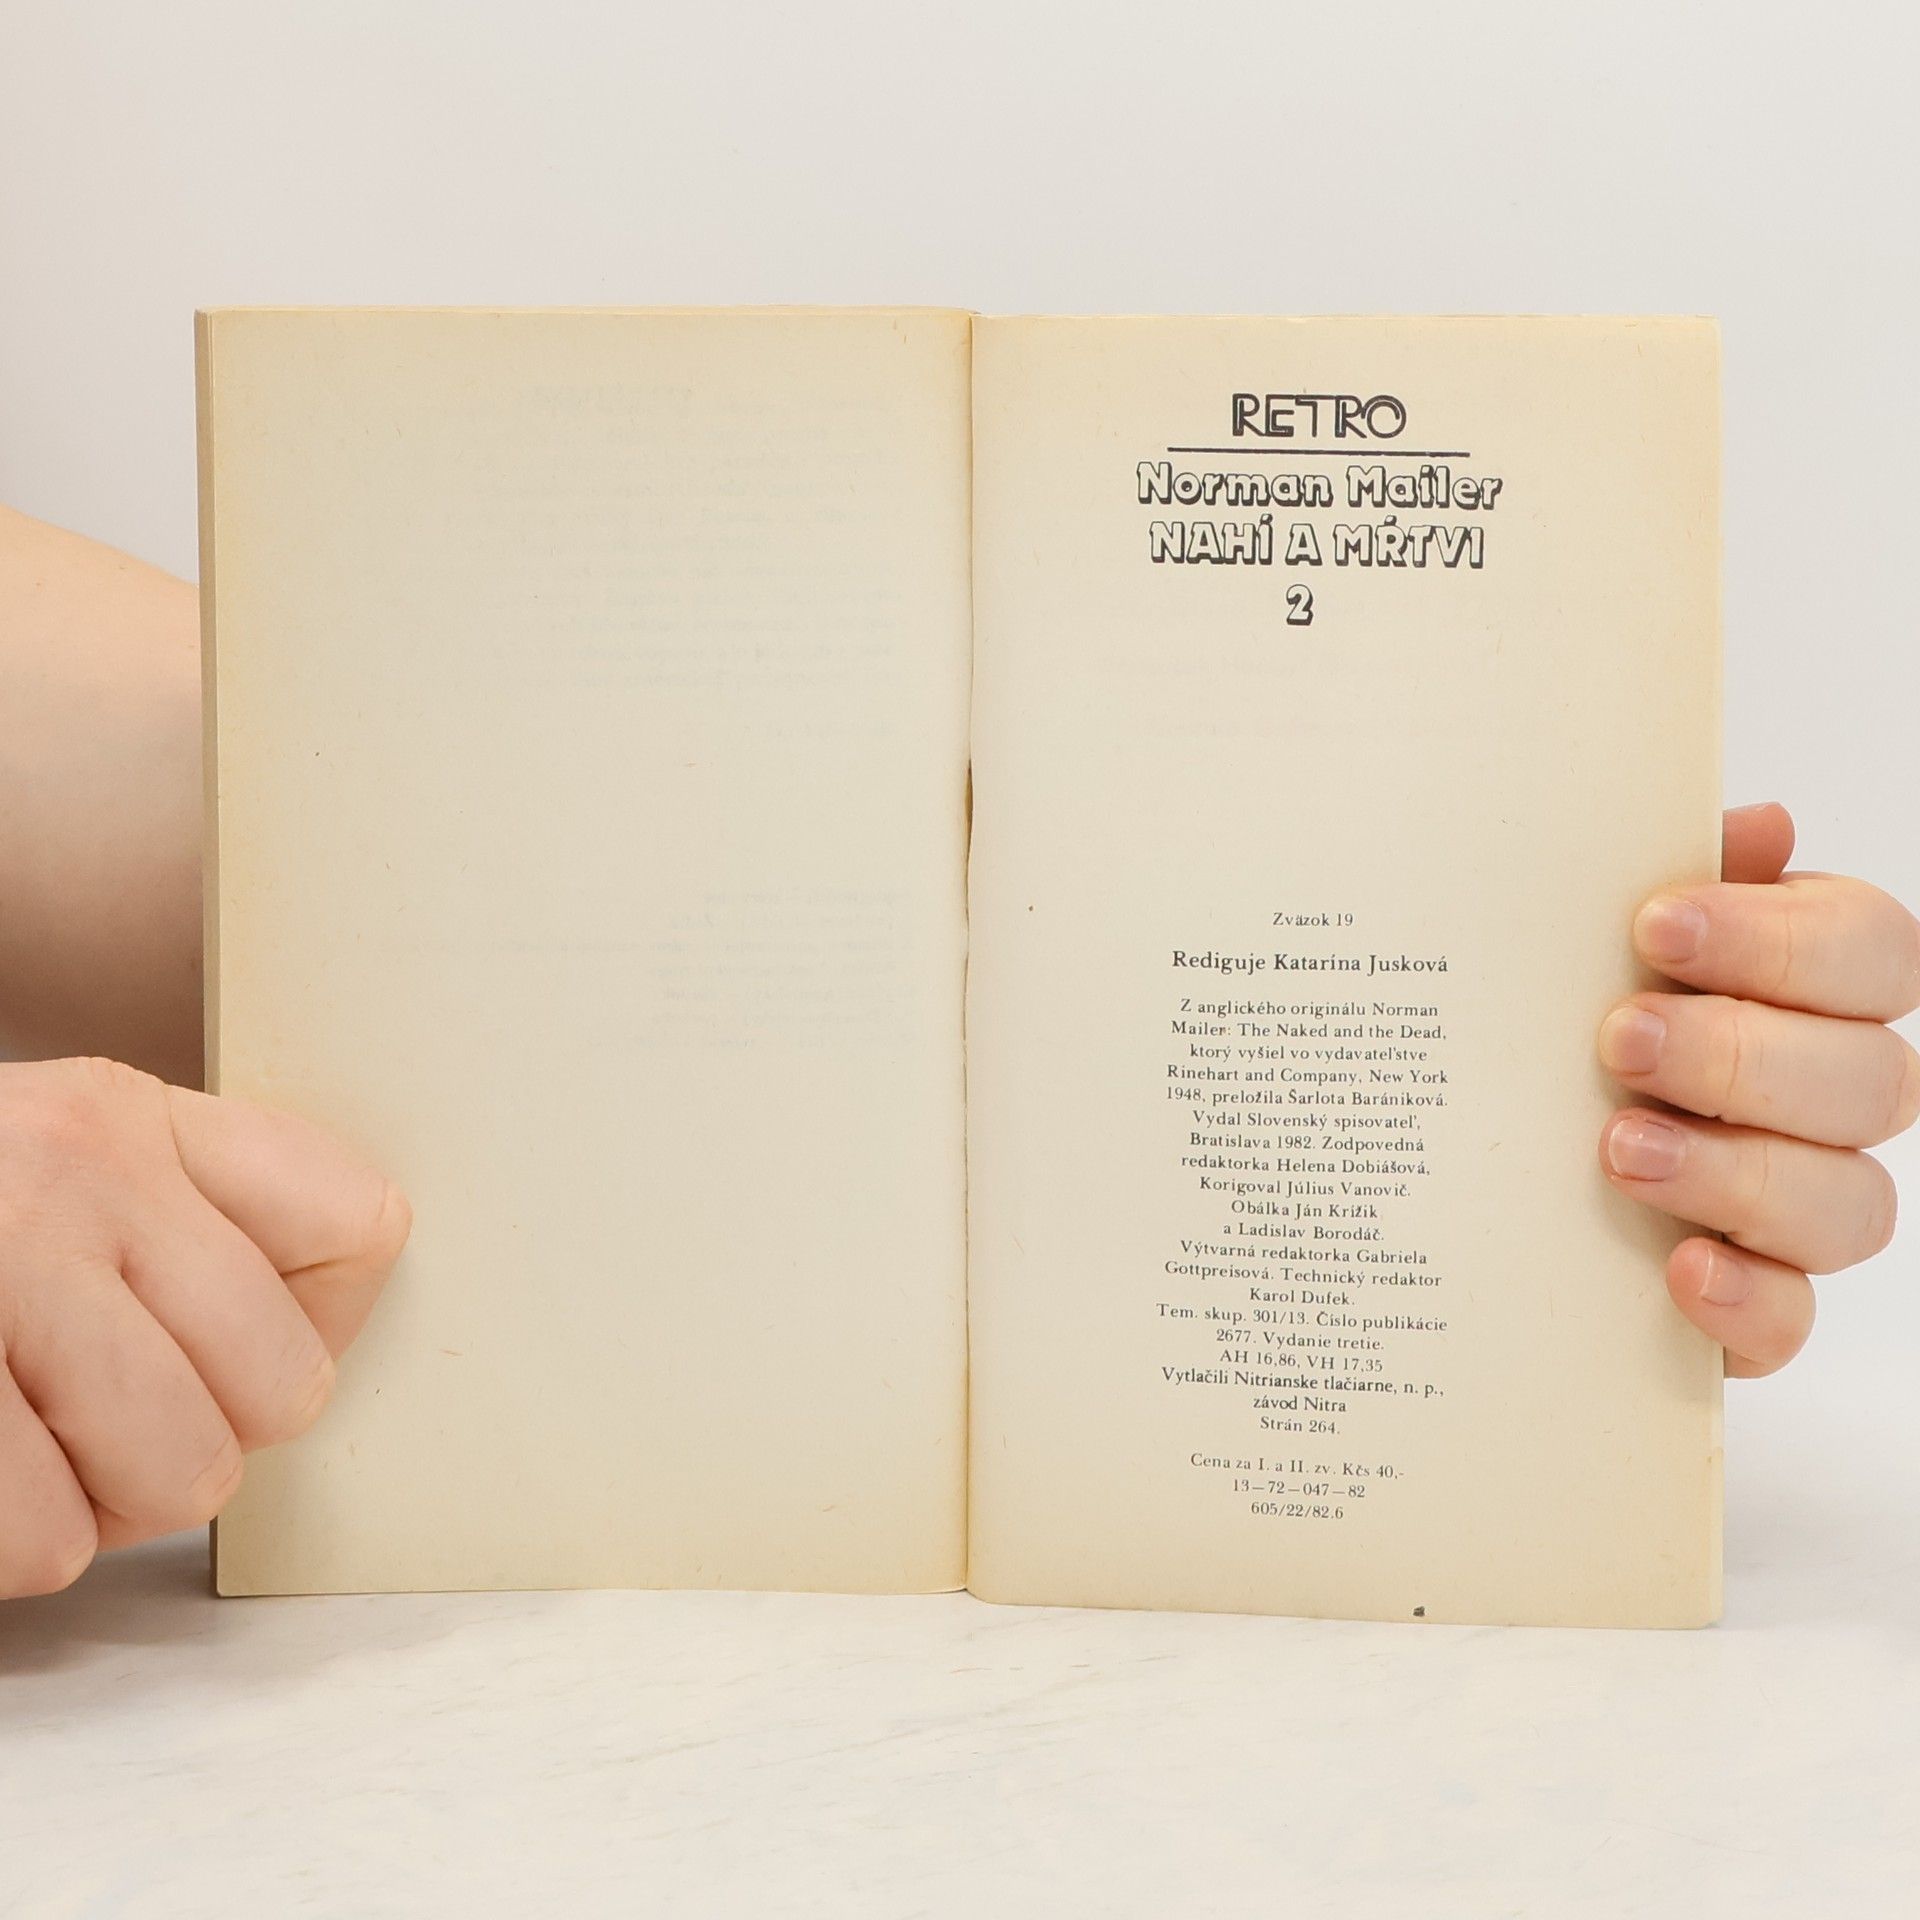 RETRO
Norman Mailer
NAHÍ A MŔTVI
2
Zväzok 19
Rediguje Katarína Jusková
Z anglického originálu Norman
Mailer: The Naked and the Dead,
ktorý vyšiel vo vydavateľstve
Rinehart and Company, New York
1948, preložila Šarlota Barániková.
Vydal Slovenský spisovateľ,
Bratislava 1982. Zodpovedná
redaktorka Helena Dobiášová,
Korigoval Július Vanovič.
Obálka Ján Krížik
a Ladislav Borodáč.
Výtvarná redaktorka Gabriela
Gottpreisová. Technický redaktor
Karol Dufek.
Tem. skup. 301/13. Číslo publikácie
2677. Vydanie tretie.
AH 16,86, VH 17,35
Vytlačili Nitrianske tlačiarne, n. p.,
závod Nitra
Strán 264.
Cena za I. a II. zv. Kčs 40,-
13—72—047—82
605/22/82.6